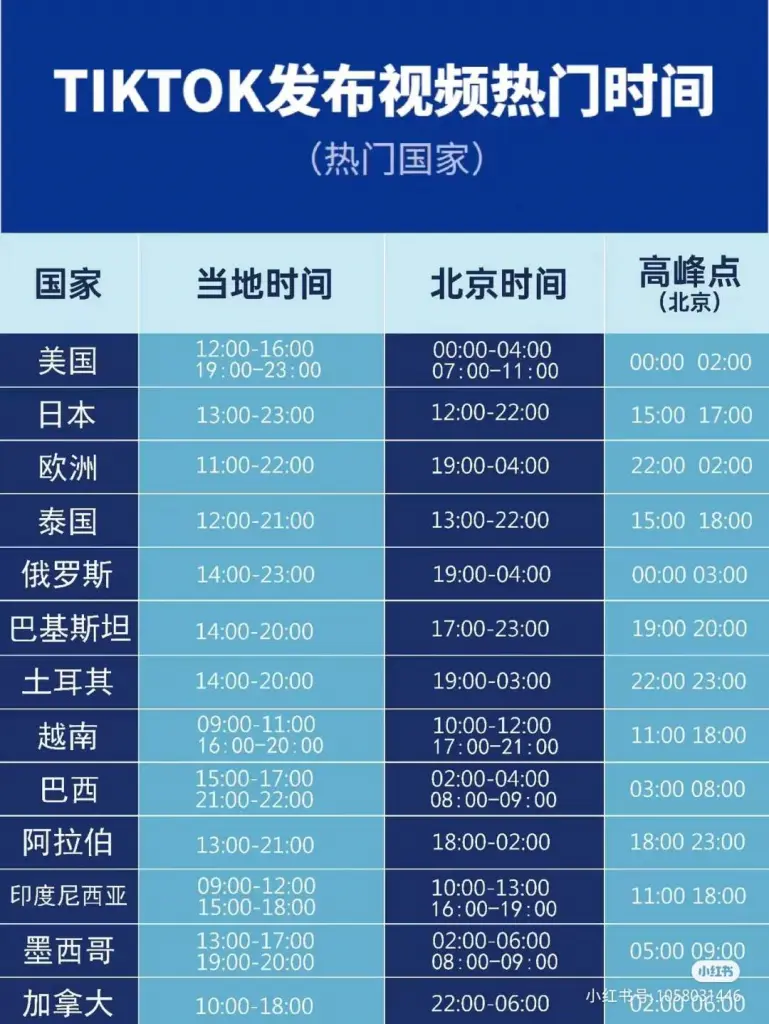 TIKTOK发布视频热门时间
（热门国家）
国家 当地时间 北京时间 高峰点
（北京）
美国 12:00-16:00 00:00-04:00 00:00 02:00
19:00-23:00 07:00-11:00
日本 13:00-23:00 12:00-22:00 15:00 17:00
欧洲 11:00-22:00 19:00-04:00 22:00 02:00
泰国 12:00-21:00 13:00-22:00 15:00 18:00
俄罗斯 14:00-23:00 19:00-04:00 00:00 03:00
巴基斯坦 14:00-20:00 17:00-23:00 19:00 20:00
土耳其 14:00-20:00 19:00-03:00 22:00 23:00
越南 09:00-11:00 10:00-12:00 11:00 18:00
16:00-20:00 17:00-21:00
巴西 15:00-17:00 02:00-04:00 03:00 08:00
21:00-22:00 08:00-09:00
阿拉伯 13:00-21:00 18:00-02:00 18:00 23:00
印度尼西亚 09:00-12:00 10:00-13:00 11:00 18:00
15:00-18:00 16:00-19:00
墨西哥 13:00-17:00 02:00-06:00 05:00 09:00
19:00-20:00 08:00-09:00
小红书
小红书号: 1058031446
加拿大 10:00-18:00 22:00-06:00 02:00 06:00